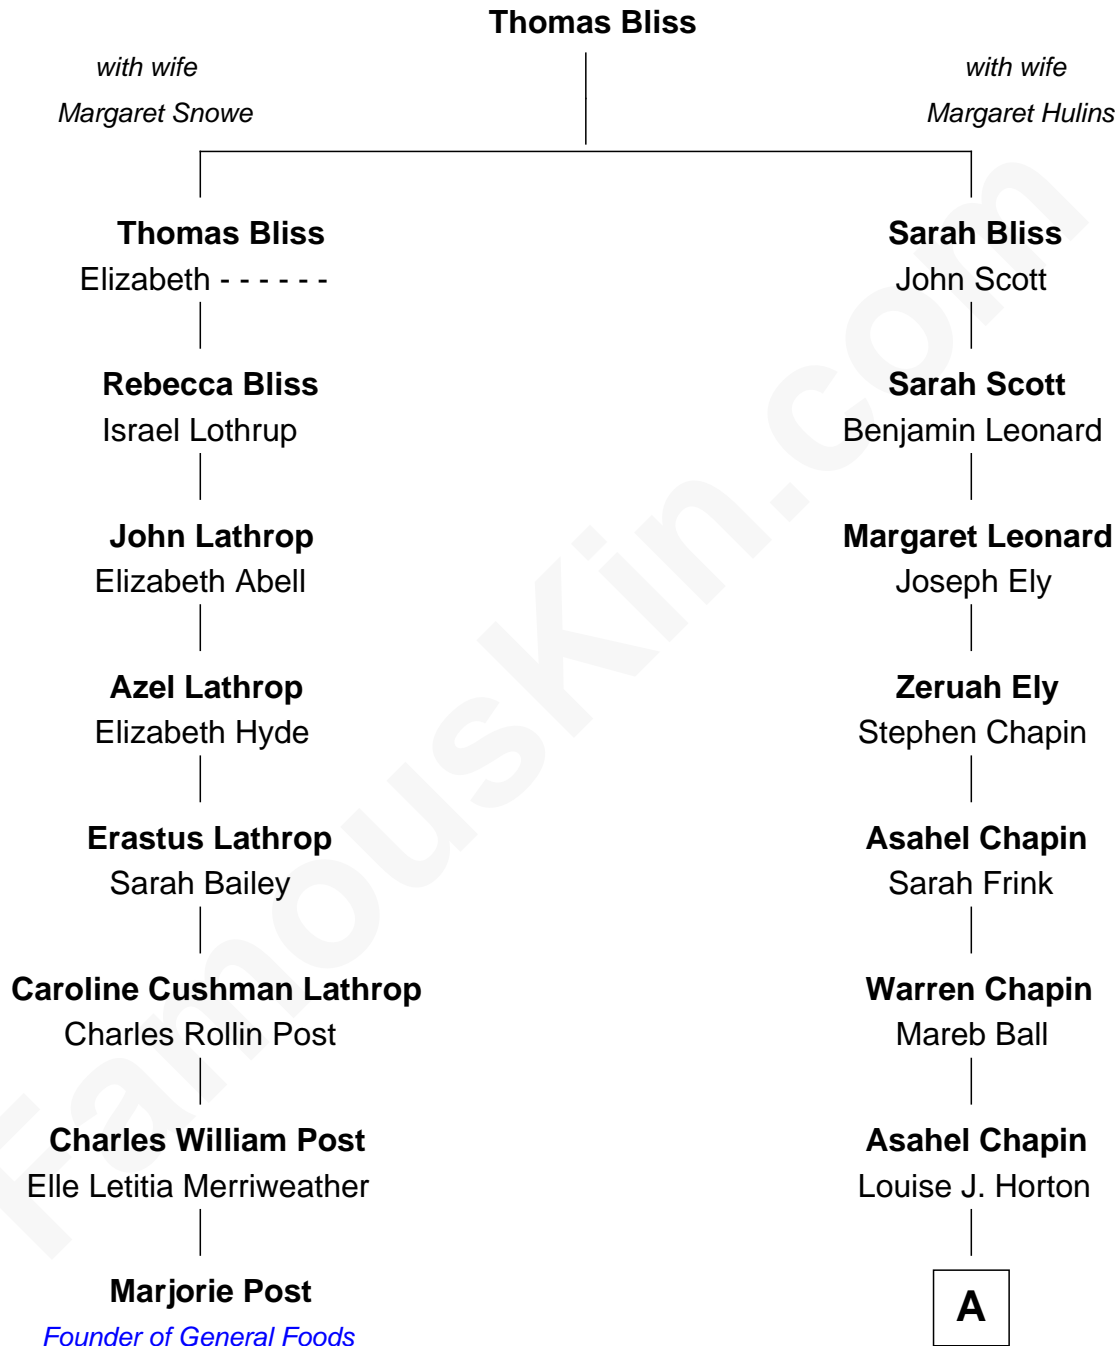 Thomas Bliss
with wife
Margaret Snowe
with wife
Margaret Hulins
Thomas Bliss
Elizabeth - - - - - -
Sarah Bliss
John Scott
Rebecca Bliss
Israel Lothrup
Sarah Scott
Benjamin Leonard
John Lathrop
Elizabeth Abell
Margaret Leonard
Joseph Ely
Azel Lathrop
Elizabeth Hyde
Zeruah Ely
Stephen Chapin
Erastus Lathrop
Sarah Bailey
Asahel Chapin
Sarah Frink
Caroline Cushman Lathrop
Charles Rollin Post
Warren Chapin
Mareb Ball
Charles William Post
Elle Letitia Merriweather
Asahel Chapin
Louise J. Horton
Marjorie Post
Founder of General Foods
A
FamousKin.com